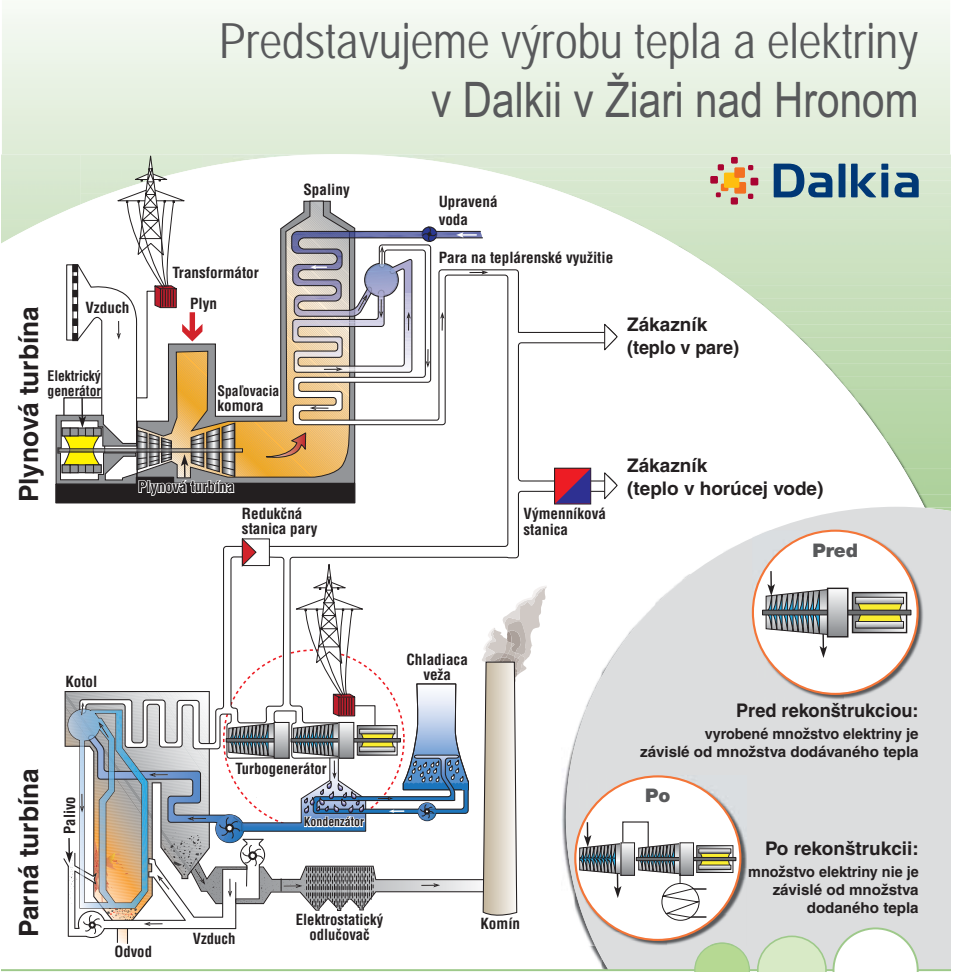 Predstavujeme výrobu tepla a elektriny
v Dalkii v Žiari nad Hronom
Dalkia
Plynová turbína
Spaliny
Upravená
voda
Para na teplárenské využitie
Transformátor
Vzduch
Plyn
Zákazník
(teplo v pare)
Elektrický
generátor
Spaľovacia
komora
Plynová turbína
Zákazník
(teplo v horúcej vode)
Výmenníková
stanica
Redukčná
stanica pary
Pred
Parná turbína
Kotol
Chladiaca
veža
Turbogenerátor
Kondenzátor
Palivo
Vzduch
Odvod
Elektrostatický
odlučovač
Komín
Pred rekonštrukciou:
vyrobené množstvo elektriny je
závislé od množstva dodávaného tepla
Po
Po rekonštrukcii:
množstvo elektriny nie je
závislé od množstva
dodaného tepla